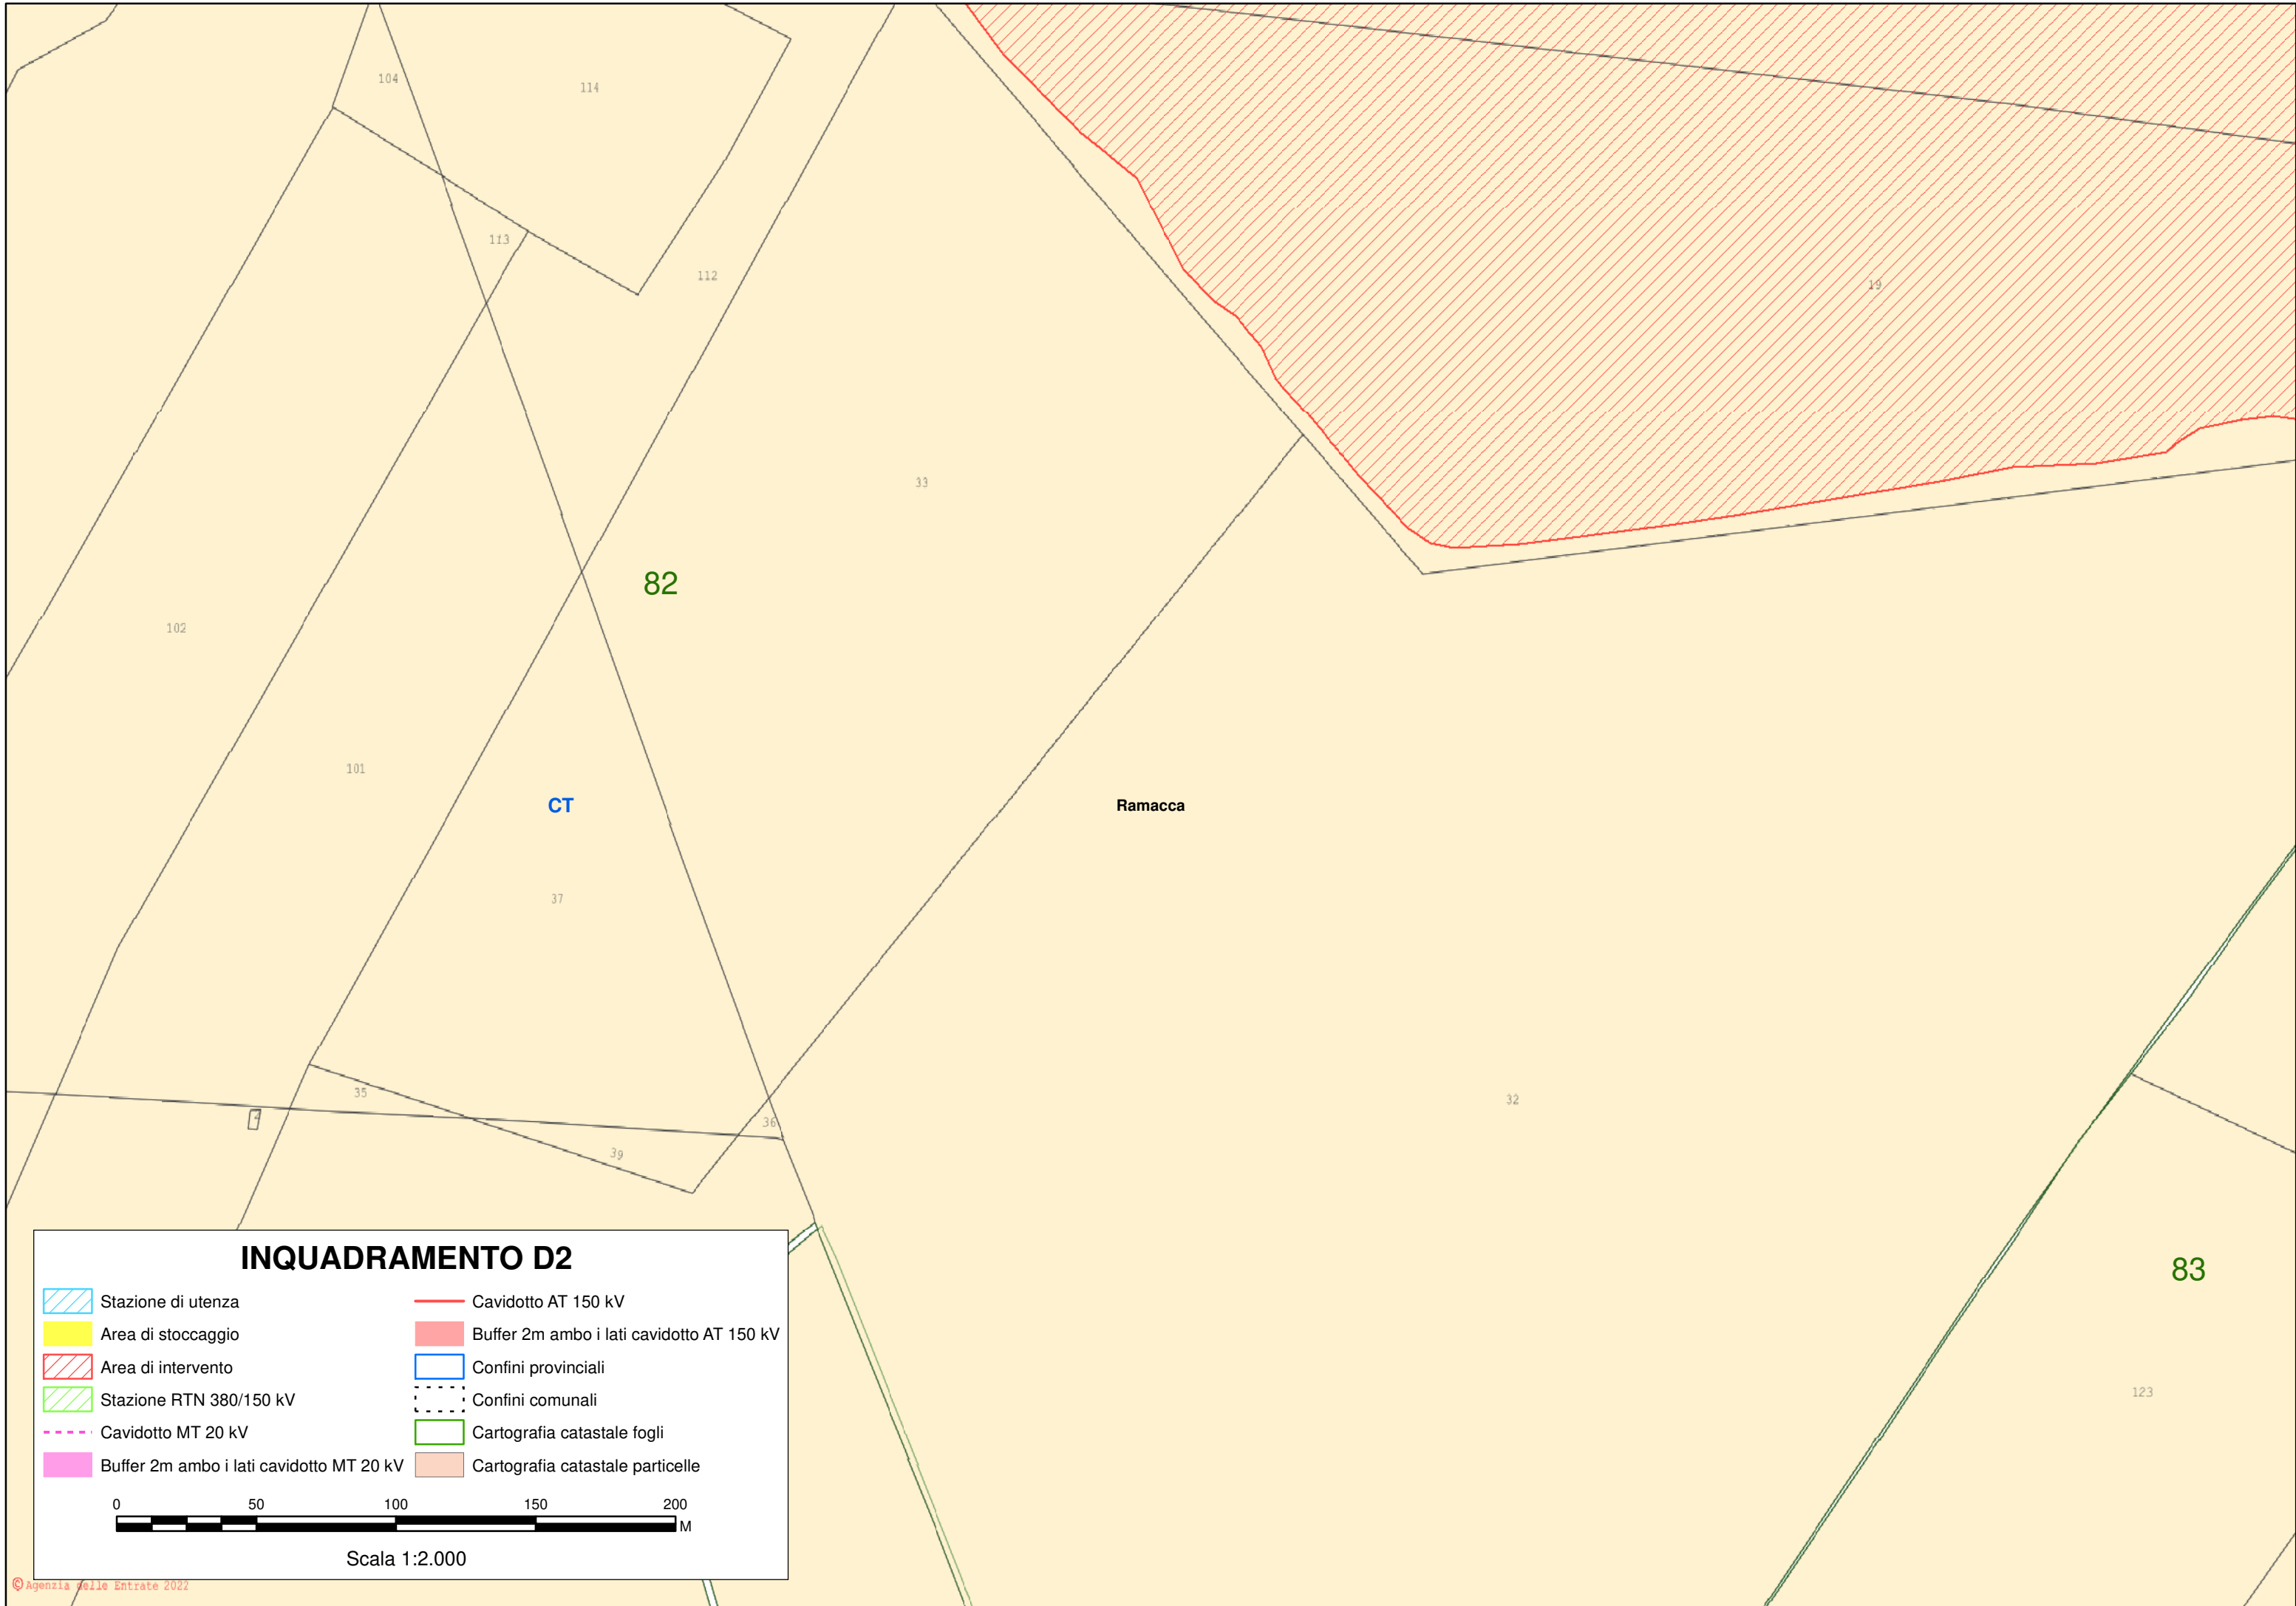 104
114
113
112
19
33
82
102
101
CT
Ramacca
37
35
32
36
39
83
123
INQUADRAMENTO D2
Stazione di utenza
Area di stoccaggio
Area di intervento
Stazione RTN 380/150 kV
Cavidotto MT 20 kV
Buffer 2m ambo i lati cavidotto MT 20 kV
Cavidotto AT 150 kV
Buffer 2m ambo i lati cavidotto AT 150 kV
Confini provinciali
Confini comunali
Cartografia catastale fogli
Cartografia catastale particelle
0 50 100 150 200
M
Scala 1:2.000
© Agenzia delle Entrate 2022